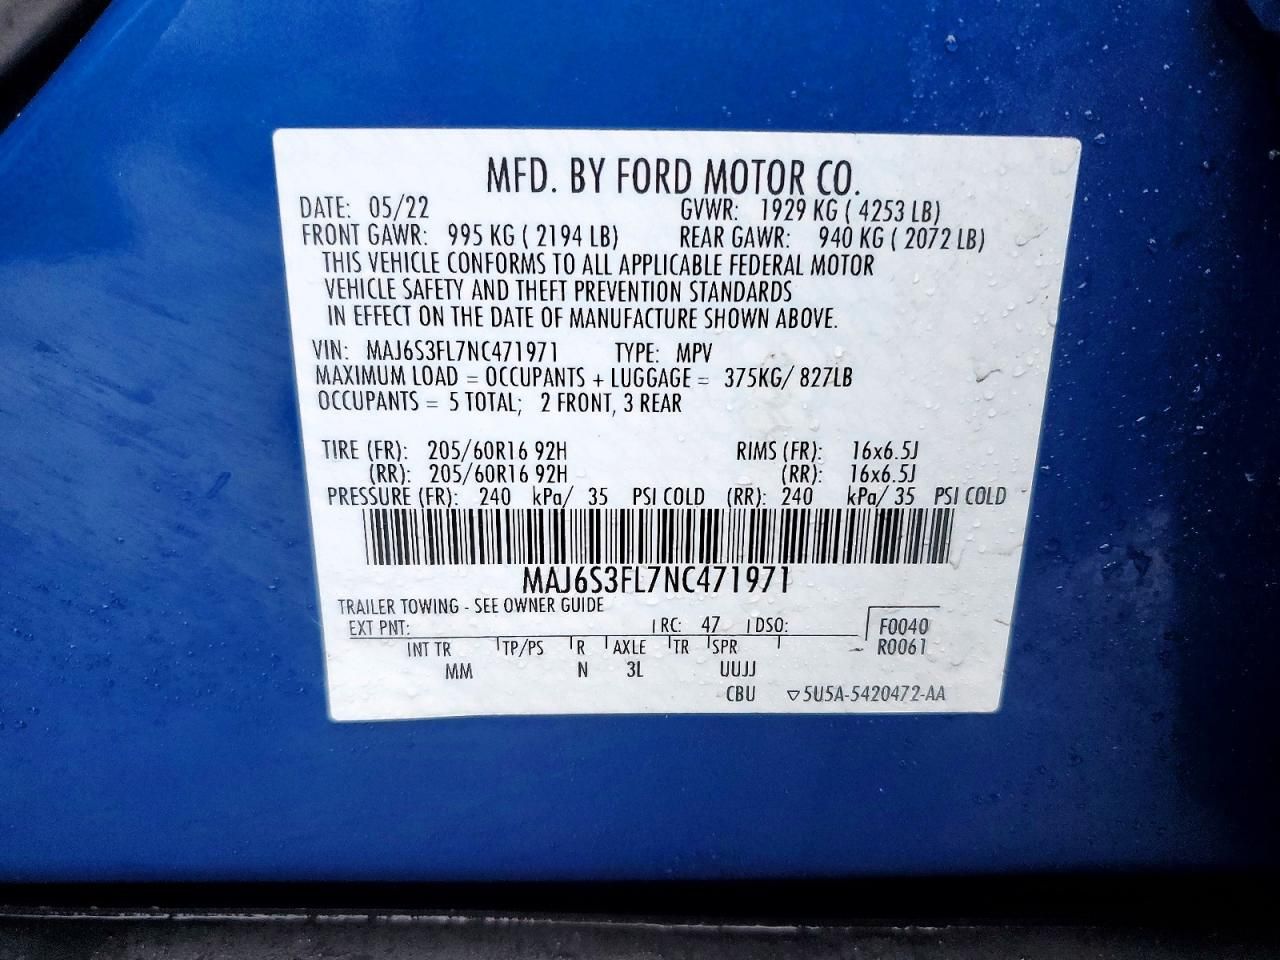 MFD. BY FORD MOTOR CO.
DATE: 05/22 GVWR: 1929 KG ( 4253 LB)
FRONT GAWR: 995 KG ( 2194 LB) REAR GAWR: 940 KG ( 2072 LB)
THIS VEHICLE CONFORMS TO ALL APPLICABLE FEDERAL MOTOR
VEHICLE SAFETY AND THEFT PREVENTION STANDARDS
IN EFFECT ON THE DATE OF MANUFACTURE SHOWN ABOVE.
VIN: MAJ6S3FL7NC471971 TYPE: MPV
MAXIMUM LOAD = OCCUPANTS + LUGGAGE = 375KG/ 827LB
OCCUPANTS = 5 TOTAL; 2 FRONT, 3 REAR
TIRE (FR): 205/60R16 92H RIMS (FR): 16x6.5J
(RR): 205/60R16 92H (RR): 16x6.5J
PRESSURE (FR): 240 kPa/ 35 PSI COLD (RR): 240 kPa/ 35 PSI COLD
MAJ6S3FL7NC471971
TRAILER TOWING - SEE OWNER GUIDE
EXT PNT: RC: 47 DSO: F0040
INT TR TP/PS R AXLE TR SPR R0061
MM N 3L UUJJ
CBU ▽5U5A-5420472-AA